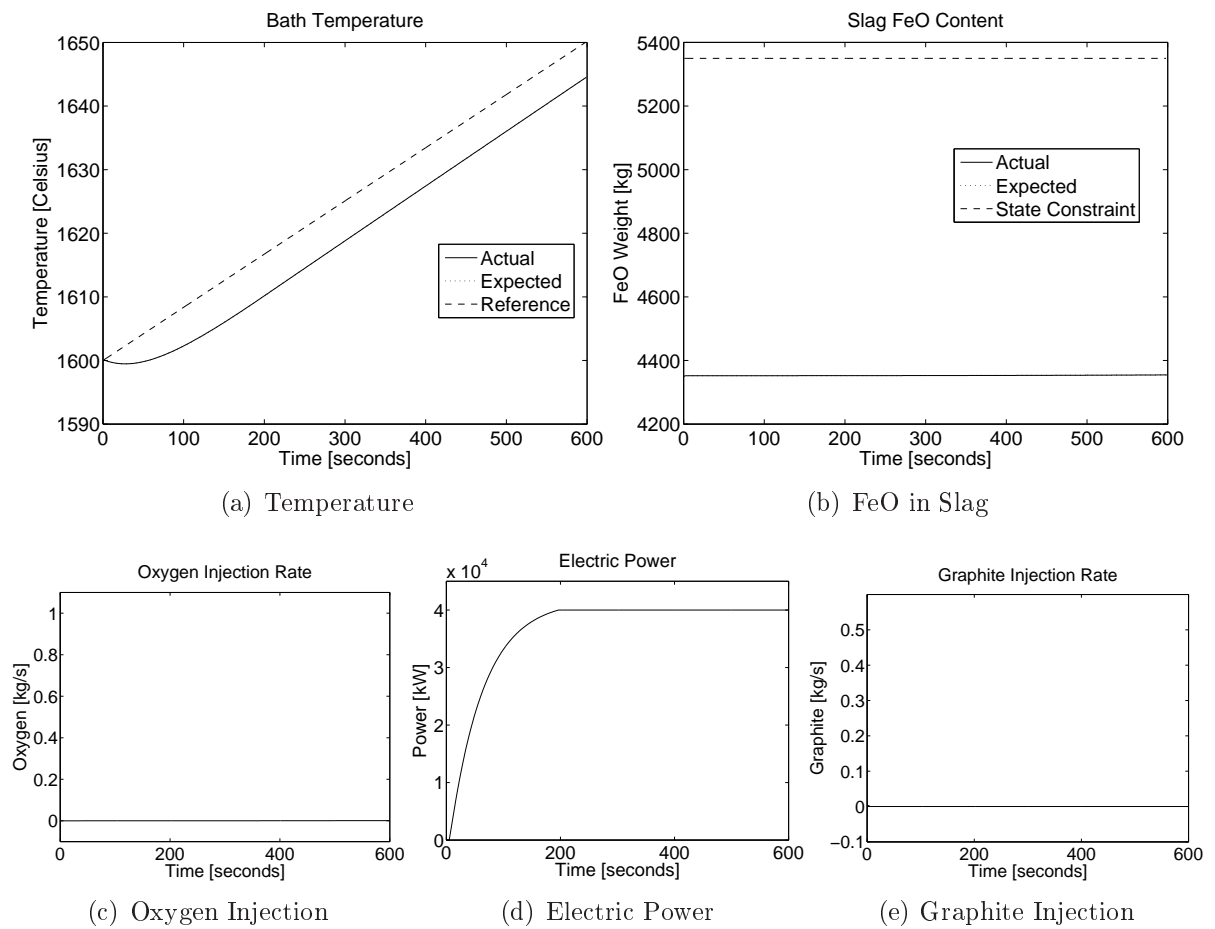 Bath Temperature
1650
1640
1630
1620
1610
1600
1590
Temperature [Celsius]
Actual
Expected
Reference
0 100 200 300 400 500 600
Time [seconds]
(a) Temperature
Slag FeO Content
5400
5200
5000
4800
4600
4400
4200
FeO Weight [kg]
Actual
Expected
State Constraint
0 100 200 300 400 500 600
Time [seconds]
(b) FeO in Slag
Oxygen Injection Rate
1
0.8
0.6
0.4
0.2
0
Oxygen [kg/s]
0 200 400 600
Time [seconds]
(c) Oxygen Injection
Electric Power
x 10^4
4
3
2
1
0
Power [kW]
0 200 400 600
Time [seconds]
(d) Electric Power
Graphite Injection Rate
0.5
0.4
0.3
0.2
0.1
0
−0.1
Graphite [kg/s]
0 200 400 600
Time [seconds]
(e) Graphite Injection